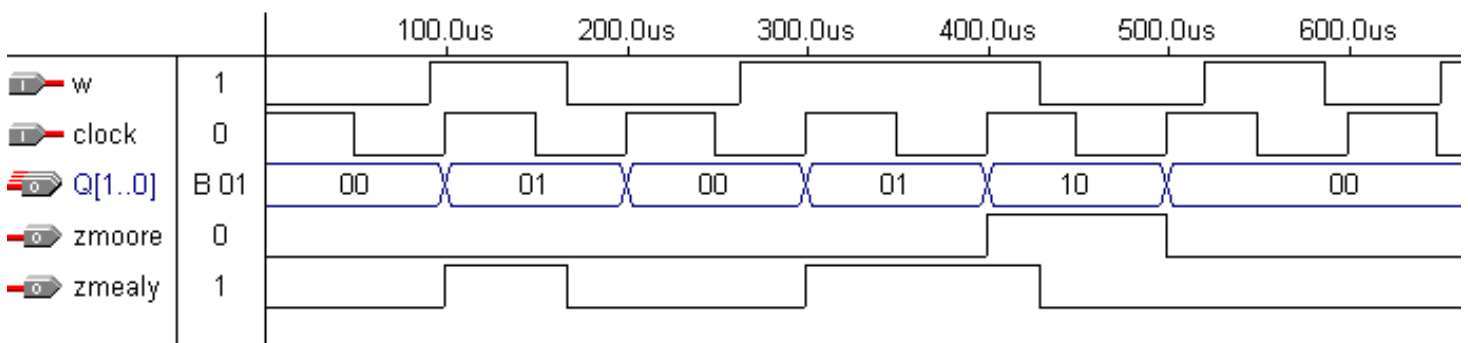 100.0us 200.0us 300.0us 400.0us 500.0us 600.0us
I w 1
I clock 0
O Q[1..0] B 01 00 01 00 01 10 00
O zmoore 0
O zmealy 1